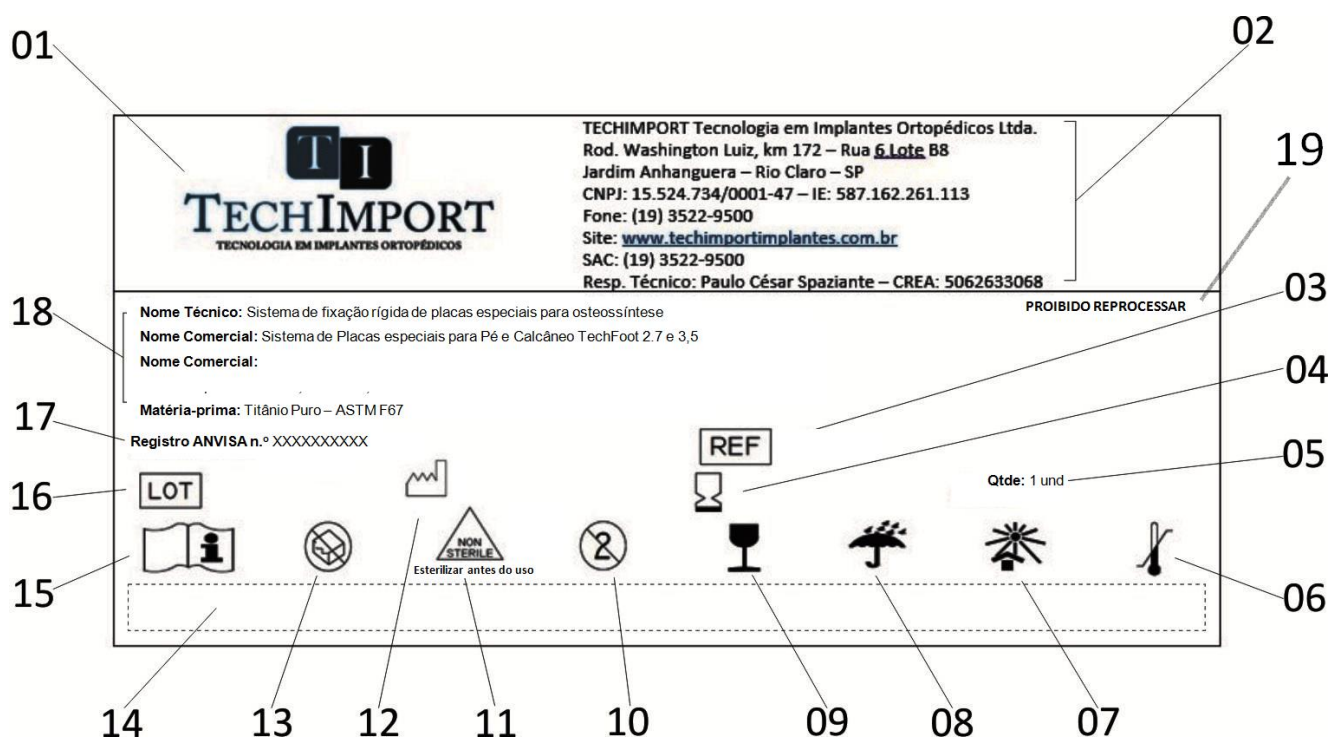 01
02
T I
TECHIMPORT
TECNOLOGIA EM IMPLANTES ORTOPÉDICOS
TECHIMPORT Tecnologia em Implantes Ortopédicos Ltda.
Rod. Washington Luiz, km 172 – Rua 6 Lote B8
Jardim Anhanguera – Rio Claro – SP
CNPJ: 15.524.734/0001-47 – IE: 587.162.261.113
Fone: (19) 3522-9500
Site: www.techimportimplantes.com.br
SAC: (19) 3522-9500
Resp. Técnico: Paulo César Spaziante – CREA: 5062633068
19
03
18
Nome Técnico: Sistema de fixação rígida de placas especiais para osteossíntese
PROIBIDO REPROCESSAR
Nome Comercial: Sistema de Placas especiais para Pé e Calcâneo TechFoot 2.7 e 3,5
Nome Comercial:
04
Matéria-prima: Titânio Puro – ASTM F67
17
Registro ANVISA n.º XXXXXXXXXX
REF
05
16
LOT
Qtde: 1 und
15
NON
STERILE
2
Esterilizar antes do uso
06
14
13
12
11
10
09
08
07